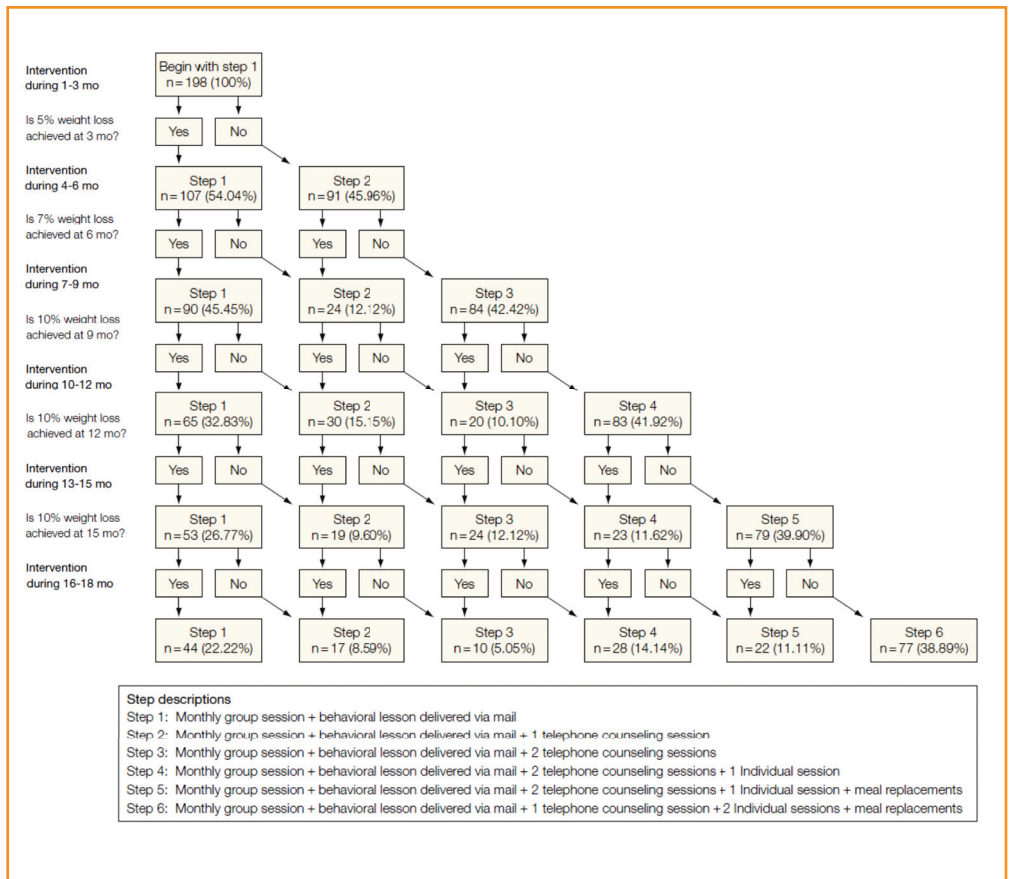 Intervention
during 1-3 mo
Begin with step 1
n=198 (100%)
Is 5% weight loss
achieved at 3 mo?
Yes
No
Intervention
during 4-6 mo
Step 1
n=107 (54.04%)
Step 2
n=91 (45.96%)
Is 7% weight loss
achieved at 6 mo?
Yes
No
Yes
No
Intervention
during 7-9 mo
Step 1
n=90 (45.45%)
Step 2
n=24 (12.12%)
Step 3
n=84 (42.42%)
Is 10% weight loss
achieved at 9 mo?
Yes
No
Yes
No
Yes
No
Intervention
during 10-12 mo
Step 1
n=65 (32.83%)
Step 2
n=30 (15.15%)
Step 3
n=20 (10.10%)
Step 4
n=83 (41.92%)
Is 10% weight loss
achieved at 12 mo?
Yes
No
Yes
No
Yes
No
Yes
No
Intervention
during 13-15 mo
Step 1
n=53 (26.77%)
Step 2
n=19 (9.60%)
Step 3
n=24 (12.12%)
Step 4
n=23 (11.62%)
Step 5
n=79 (39.90%)
Is 10% weight loss
achieved at 15 mo?
Yes
No
Yes
No
Yes
No
Yes
No
Yes
No
Intervention
during 16-18 mo
Step 1
n=44 (22.22%)
Step 2
n=17 (8.59%)
Step 3
n=10 (5.05%)
Step 4
n=28 (14.14%)
Step 5
n=22 (11.11%)
Step 6
n=77 (38.89%)
Step descriptions
Step 1: Monthly group session + behavioral lesson delivered via mail
Step 2: Monthly group session + behavioral lesson delivered via mail + 1 telephone counseling session
Step 3: Monthly group session + behavioral lesson delivered via mail + 2 telephone counseling sessions
Step 4: Monthly group session + behavioral lesson delivered via mail + 2 telephone counseling sessions + 1 Individual session
Step 5: Monthly group session + behavioral lesson delivered via mail + 2 telephone counseling sessions + 1 Individual session + meal replacements
Step 6: Monthly group session + behavioral lesson delivered via mail + 1 telephone counseling session + 2 Individual sessions + meal replacements